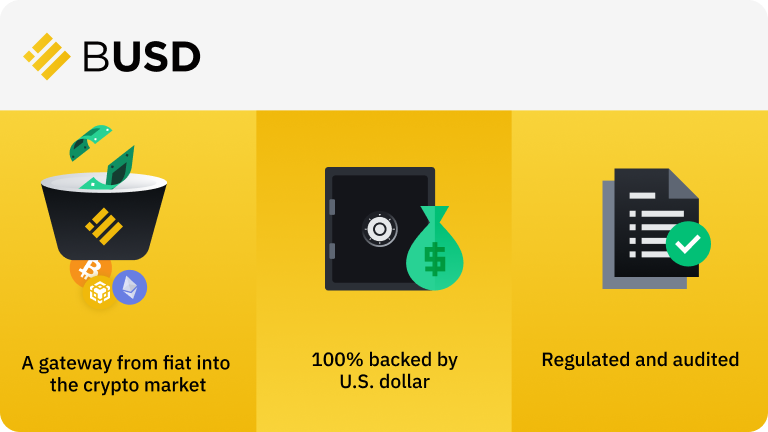 BUSD
A gateway from fiat into
the crypto market
100% backed by
U.S. dollar
Regulated and audited